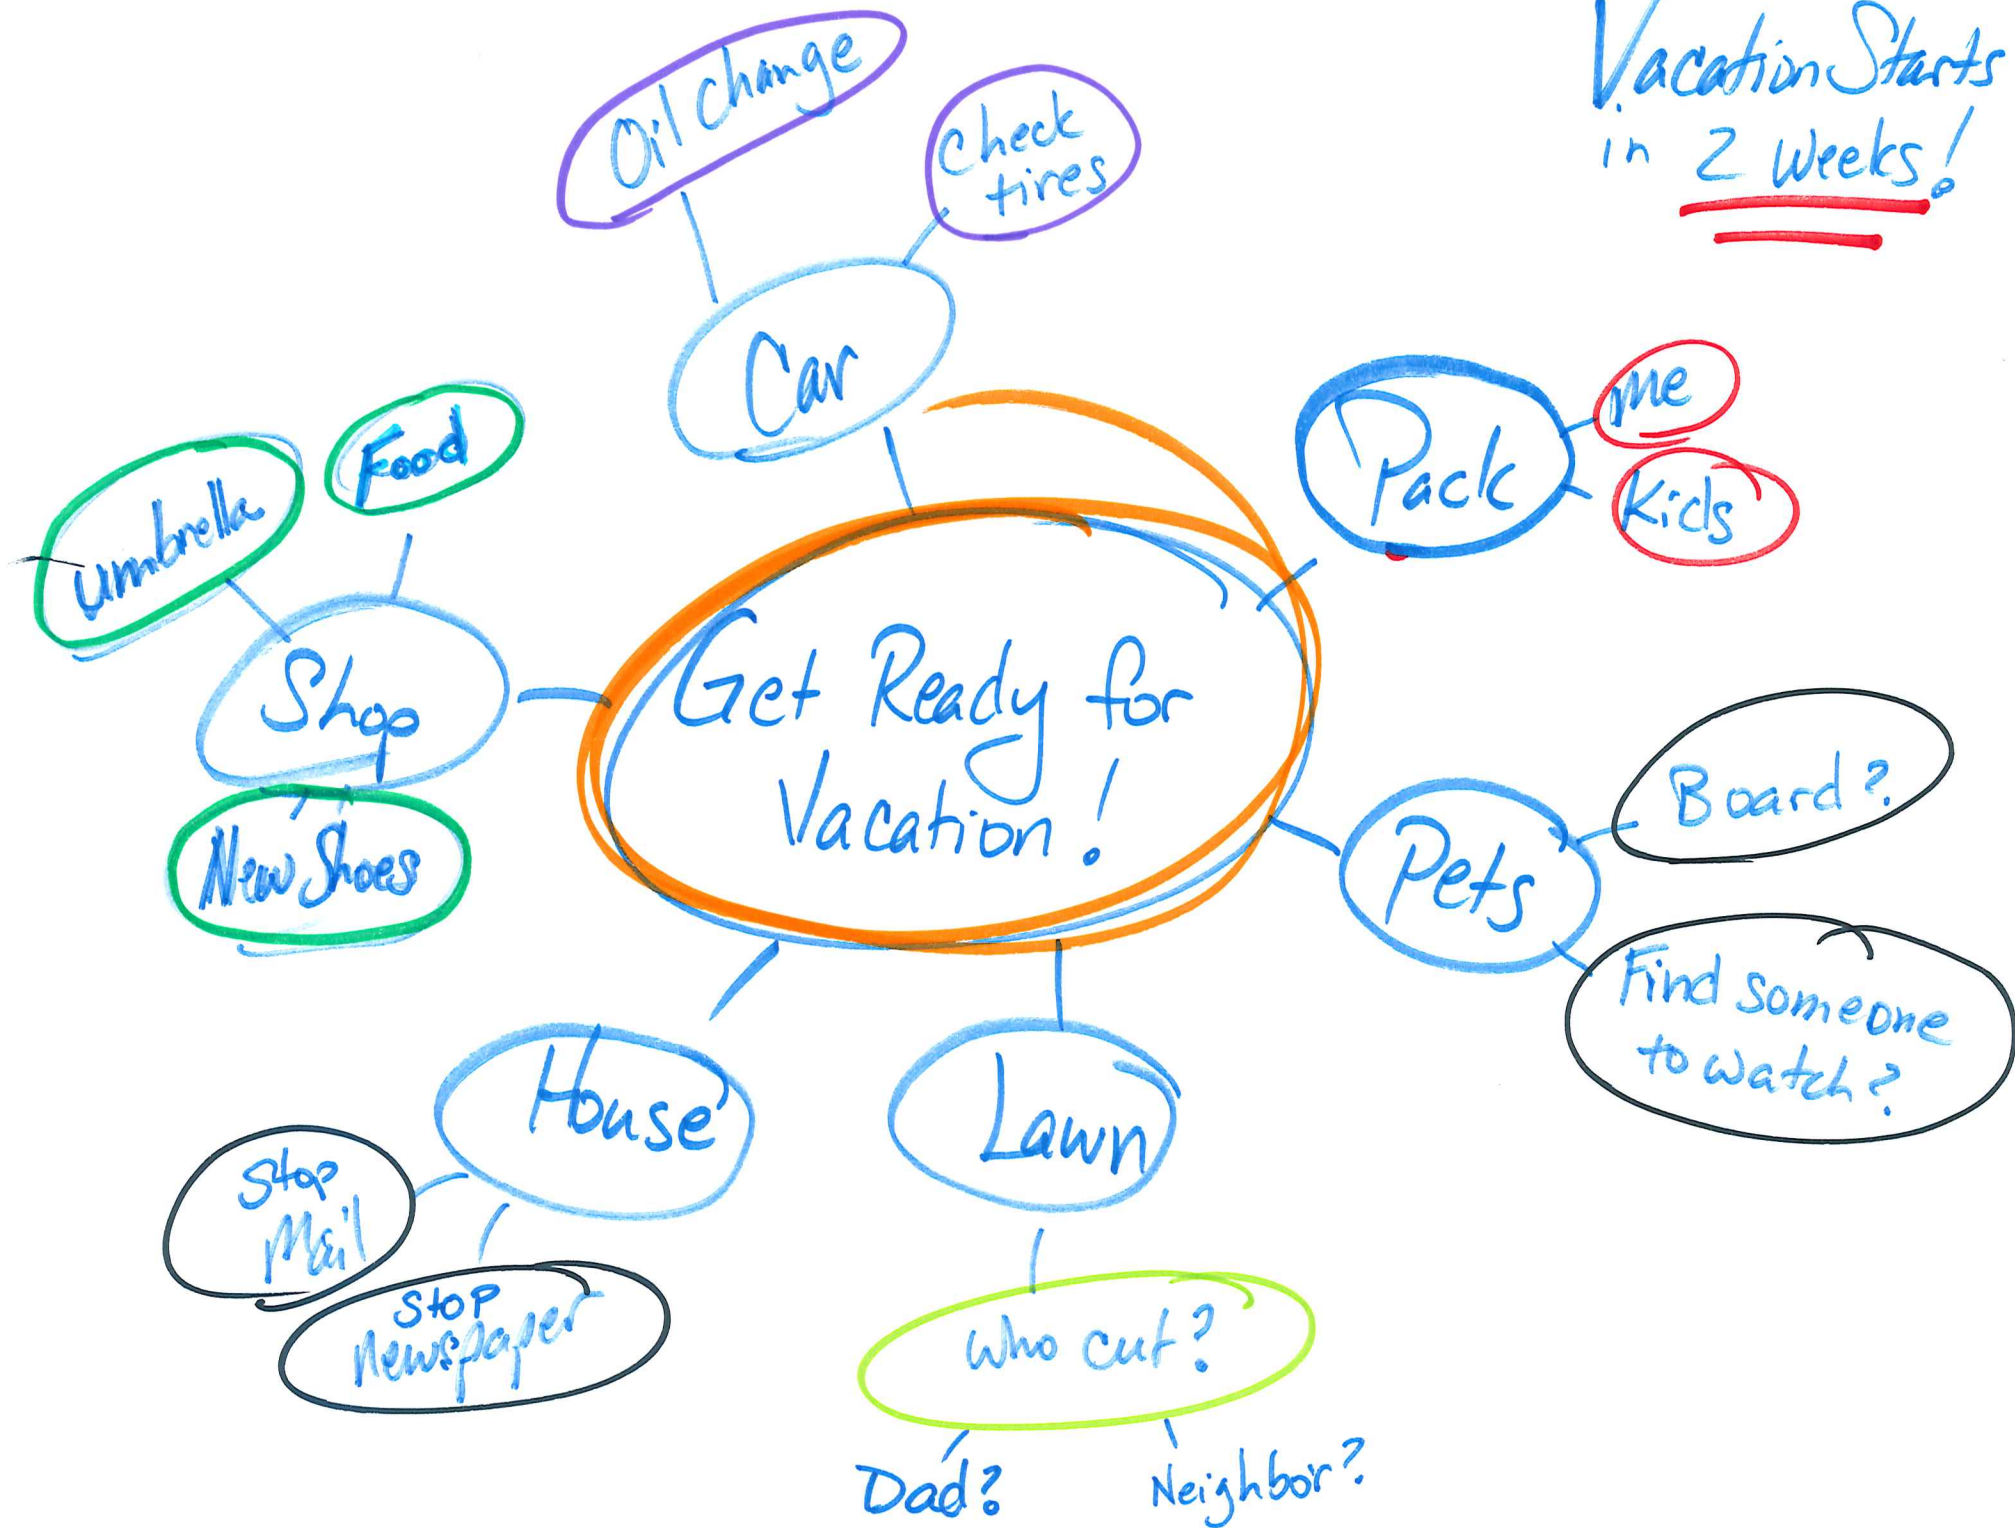 Vacation Starts
in 2 weeks!
Oil change
check
tires
Car
Pack
me
Kids
Food
umbrella
Shop
New Shoes
Get Ready for
Vacation!
Pets
Board?
Find someone
to watch?
House
Stop
Mail
Stop
newspaper
Lawn
Who cut?
Dad?
Neighbor?